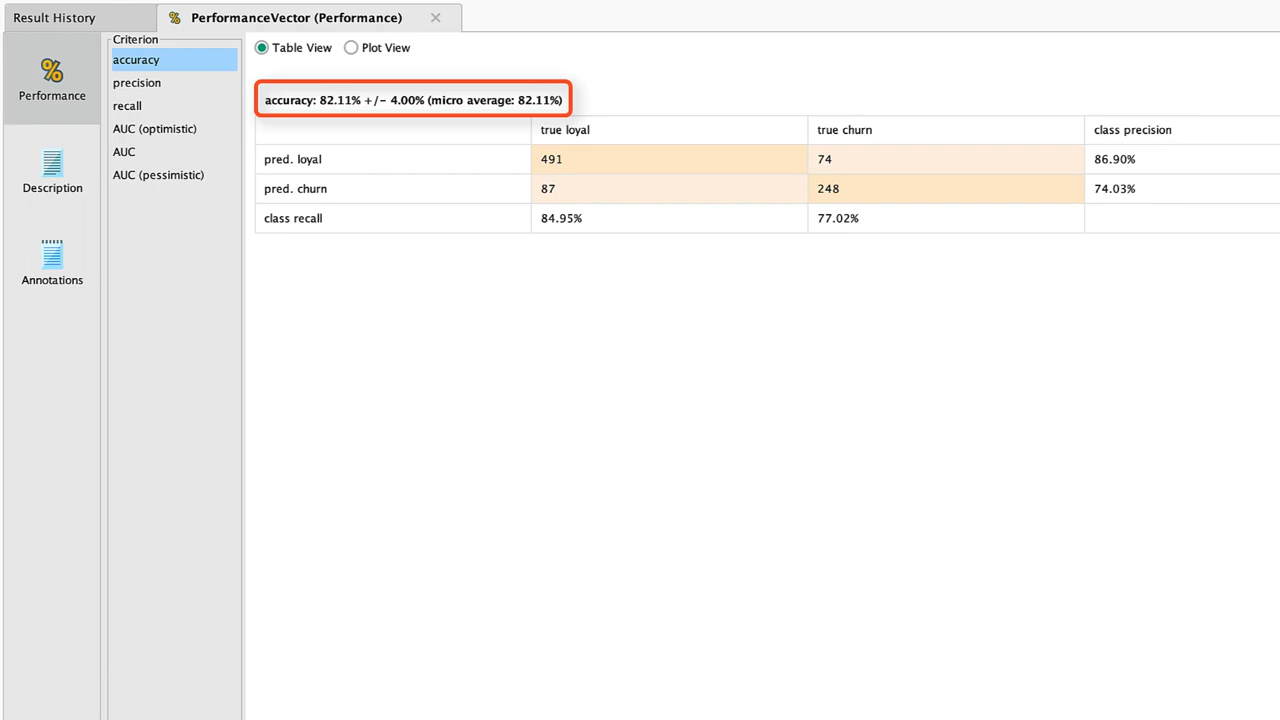 Result History
PerformanceVector (Performance)
Performance
Description
Annotations
Criterion
accuracy
precision
recall
AUC (optimistic)
AUC
AUC (pessimistic)
Table View Plot View
accuracy: 82.11% +/- 4.00% (micro average: 82.11%)
true loyal true churn class precision
pred. loyal 491 74 86.90%
pred. churn 87 248 74.03%
class recall 84.95% 77.02%